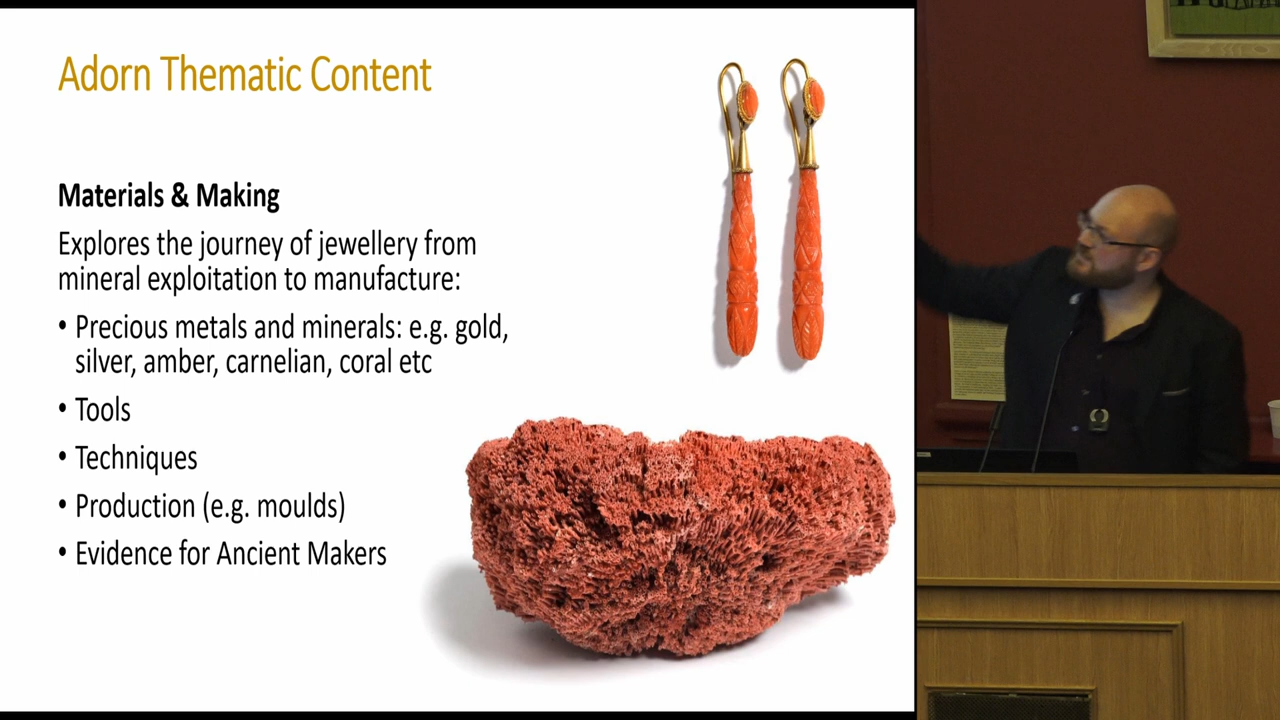 Adorn Thematic Content
Materials & Making
Explores the journey of jewellery from
mineral exploitation to manufacture:
• Precious metals and minerals: e.g. gold,
silver, amber, carnelian, coral etc
• Tools
• Techniques
• Production (e.g. moulds)
• Evidence for Ancient Makers